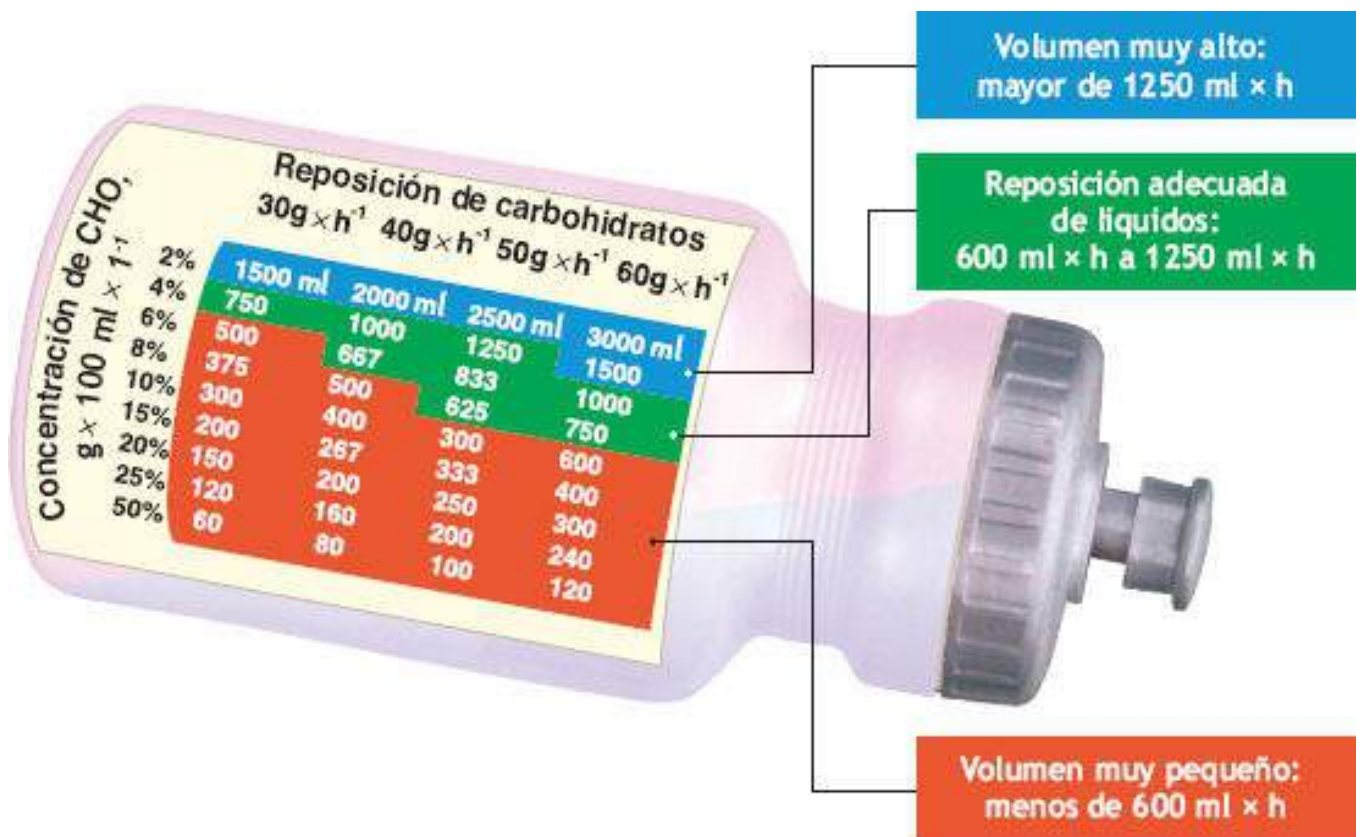 Concentración de CHO,
g × 100 ml × 1⁻¹
Reposición de carbohidratos
30g × h⁻¹ 40g × h⁻¹ 50g × h⁻¹ 60g × h⁻¹
2% 1500 ml 2000 ml 2500 ml 3000 ml
4% 750 1000 1250 1500
6% 500 667 833 1000
8% 375 500 625 750
10% 300 400 300 600
15% 200 267 333 400
20% 150 200 250 300
25% 120 160 200 240
50% 60 80 100 120
Volumen muy alto:
mayor de 1250 ml × h
Reposición adecuada
de líquidos:
600 ml × h a 1250 ml × h
Volumen muy pequeño:
menos de 600 ml × h